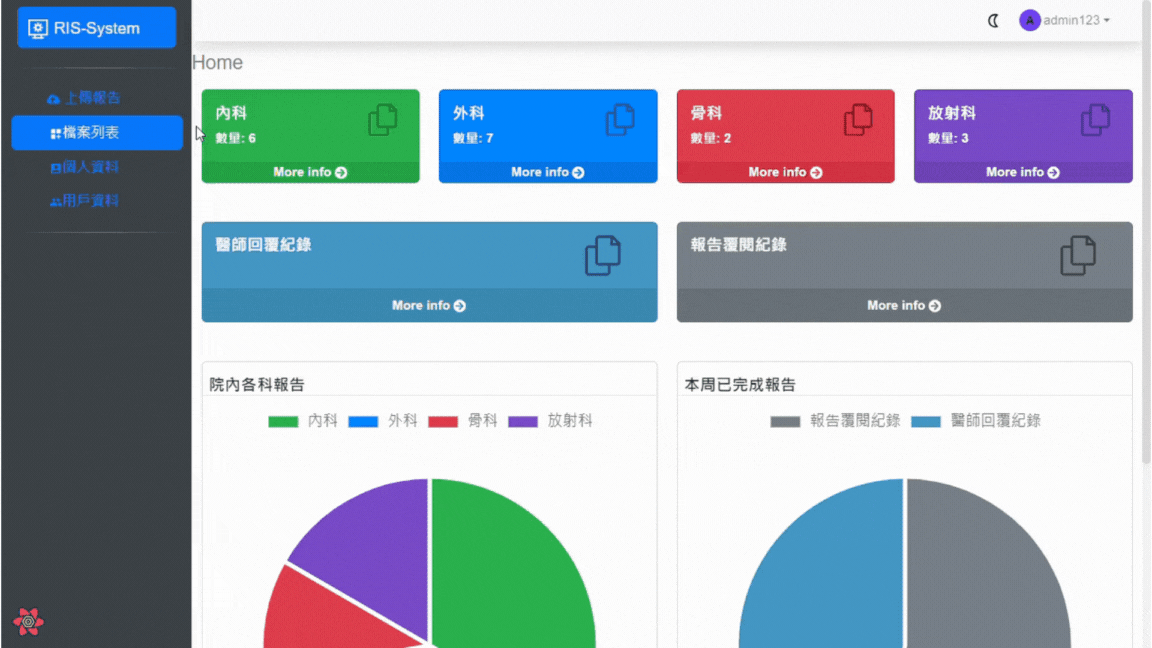 RIS-System
上傳報告
檔案列表
個人資料
用戶資料
A admin123
Home
內科
數量: 6
More info
外科
數量: 7
More info
骨科
數量: 2
More info
放射科
數量: 3
More info
醫師回覆紀錄
More info
報告覆閱紀錄
More info
院內各科報告
內科 外科 骨科 放射科
本周已完成報告
報告覆閱紀錄 醫師回覆紀錄